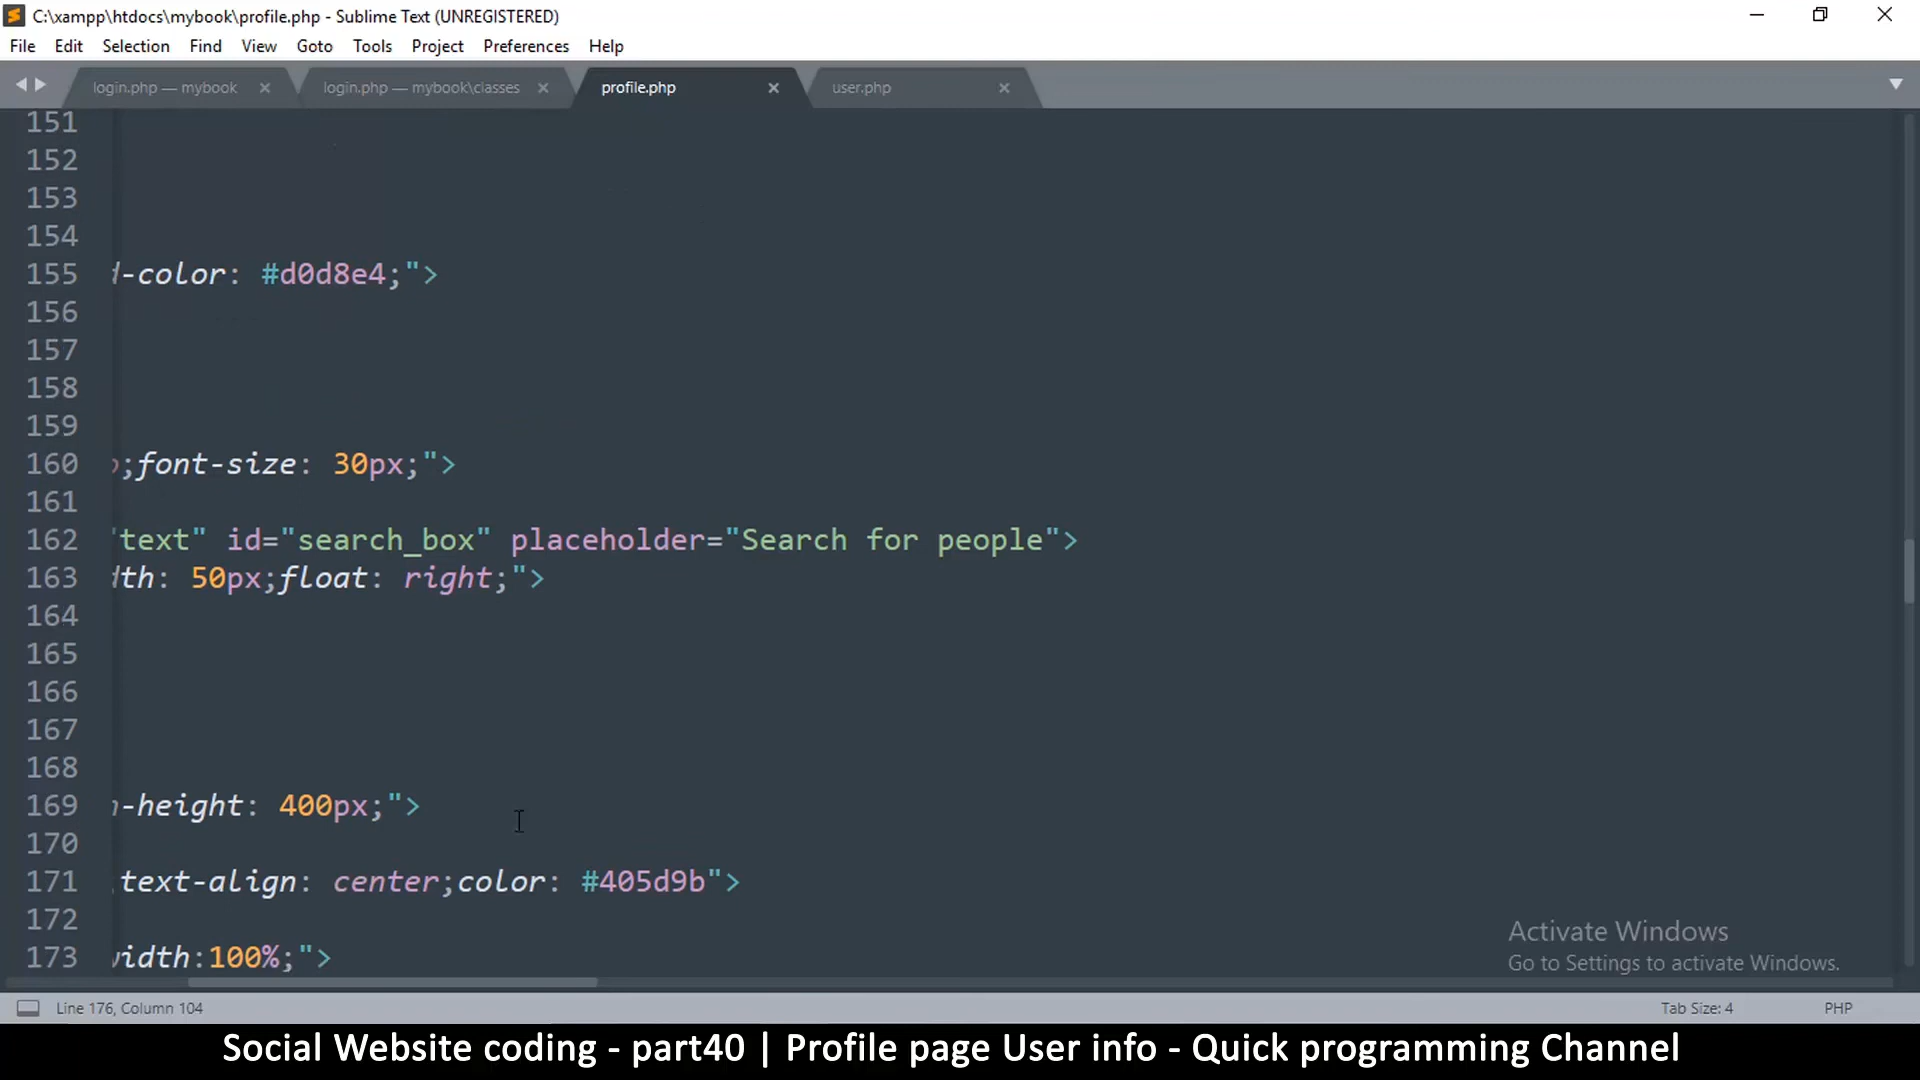 C:\xampp\htdocs\mybook\profile.php - Sublime Text (UNREGISTERED)
File Edit Selection Find View Goto Tools Project Preferences Help
login.php — mybook login.php — mybook\classes profile.php user.php
151
152
153
154
155 d-color: #d0d8e4;">
156
157
158
159
160 ;font-size: 30px;">
161
162 "text" id="search_box" placeholder="Search for people">
163 dth: 50px;float: right;">
164
165
166
167
168
169 n-height: 400px;">
170
171 text-align: center;color: #405d9b">
172
173 width:100%;">
Activate Windows
Go to Settings to activate Windows.
Line 176, Column 104 Tab Size: 4 PHP
Social Website coding - part40 | Profile page User info - Quick programming Channel